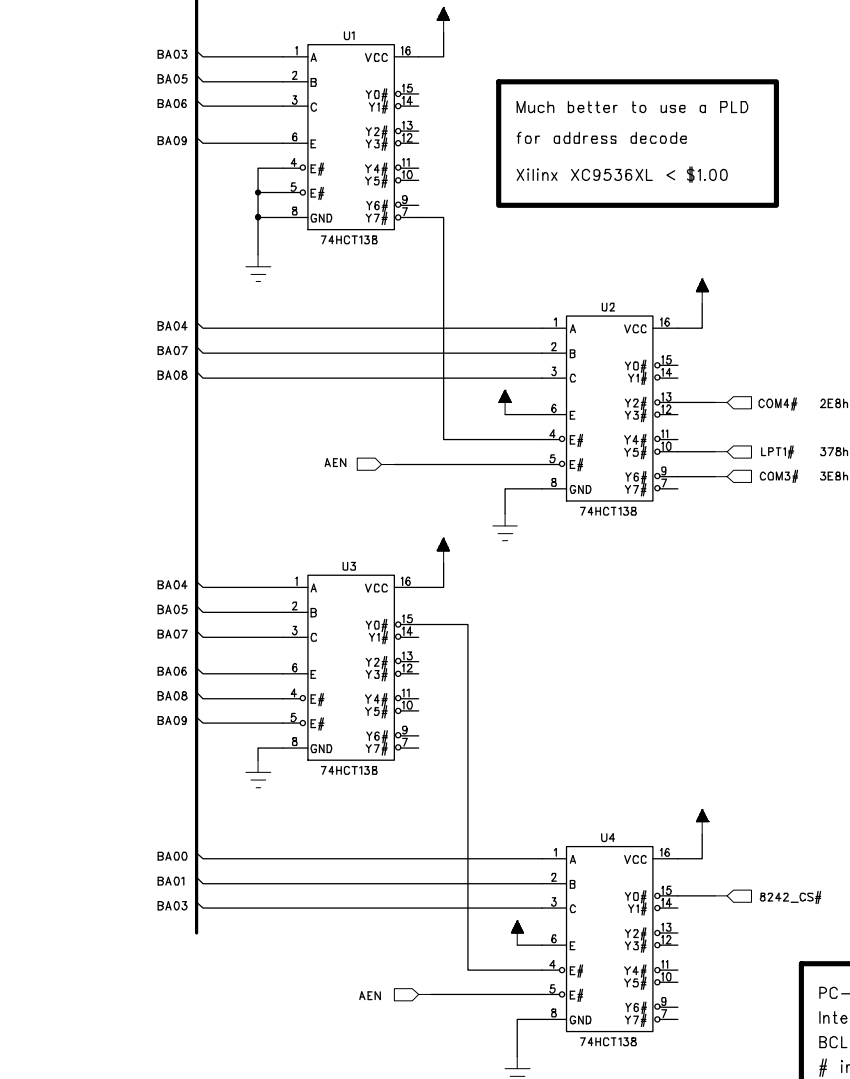 U1
BA03 1 A VCC 16
BA05 2 B
BA06 3 C
Y0# 15
Y1# 14
Y2# 13
BA09 6 E Y3# 12
4 E# Y4# 11
Y5# 10
5 E#
Y6# 9
8 GND Y7# 7
74HCT138
Much better to use a PLD
for address decode
Xilinx XC9536XL < $1.00
U2
BA04 1 A VCC 16
BA07 2 B
BA08 3 C
Y0# 15
Y1# 14
Y2# 13 COM4# 2E8h
6 E Y3# 12
4 E# Y4# 11
Y5# 10 LPT1# 378h
AEN 5 E#
Y6# 9 COM3# 3E8h
8 GND Y7# 7
74HCT138
U3
BA04 1 A VCC 16
BA05 2 B
BA07 3 C
Y0# 15
Y1# 14
Y2# 13
BA06 6 E Y3# 12
BA08 4 E# Y4# 11
Y5# 10
BA09 5 E#
Y6# 9
8 GND Y7# 7
74HCT138
U4
BA00 1 A VCC 16
BA01 2 B
BA03 3 C
Y0# 15 8242_CS#
Y1# 14
Y2# 13
6 E Y3# 12
4 E# Y4# 11
Y5# 10
AEN 5 E#
Y6# 9
8 GND Y7# 7
74HCT138
PC-
Inte
BCL
# in